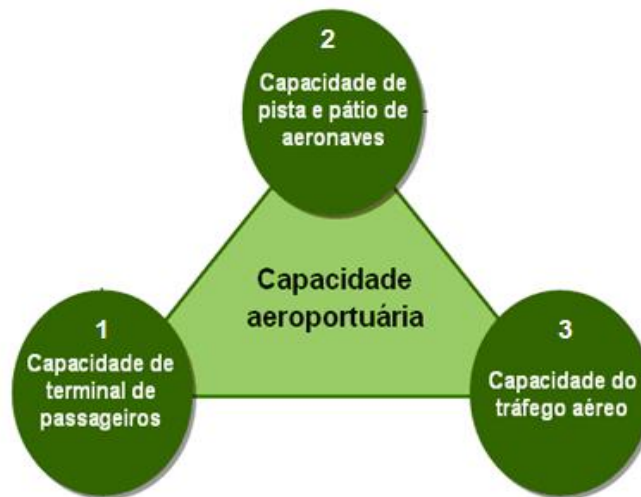 2
Capacidade de
pista e pátio de
aeronaves
Capacidade
aeroportuária
1
Capacidade de
terminal de
passageiros
3
Capacidade do
tráfego aéreo